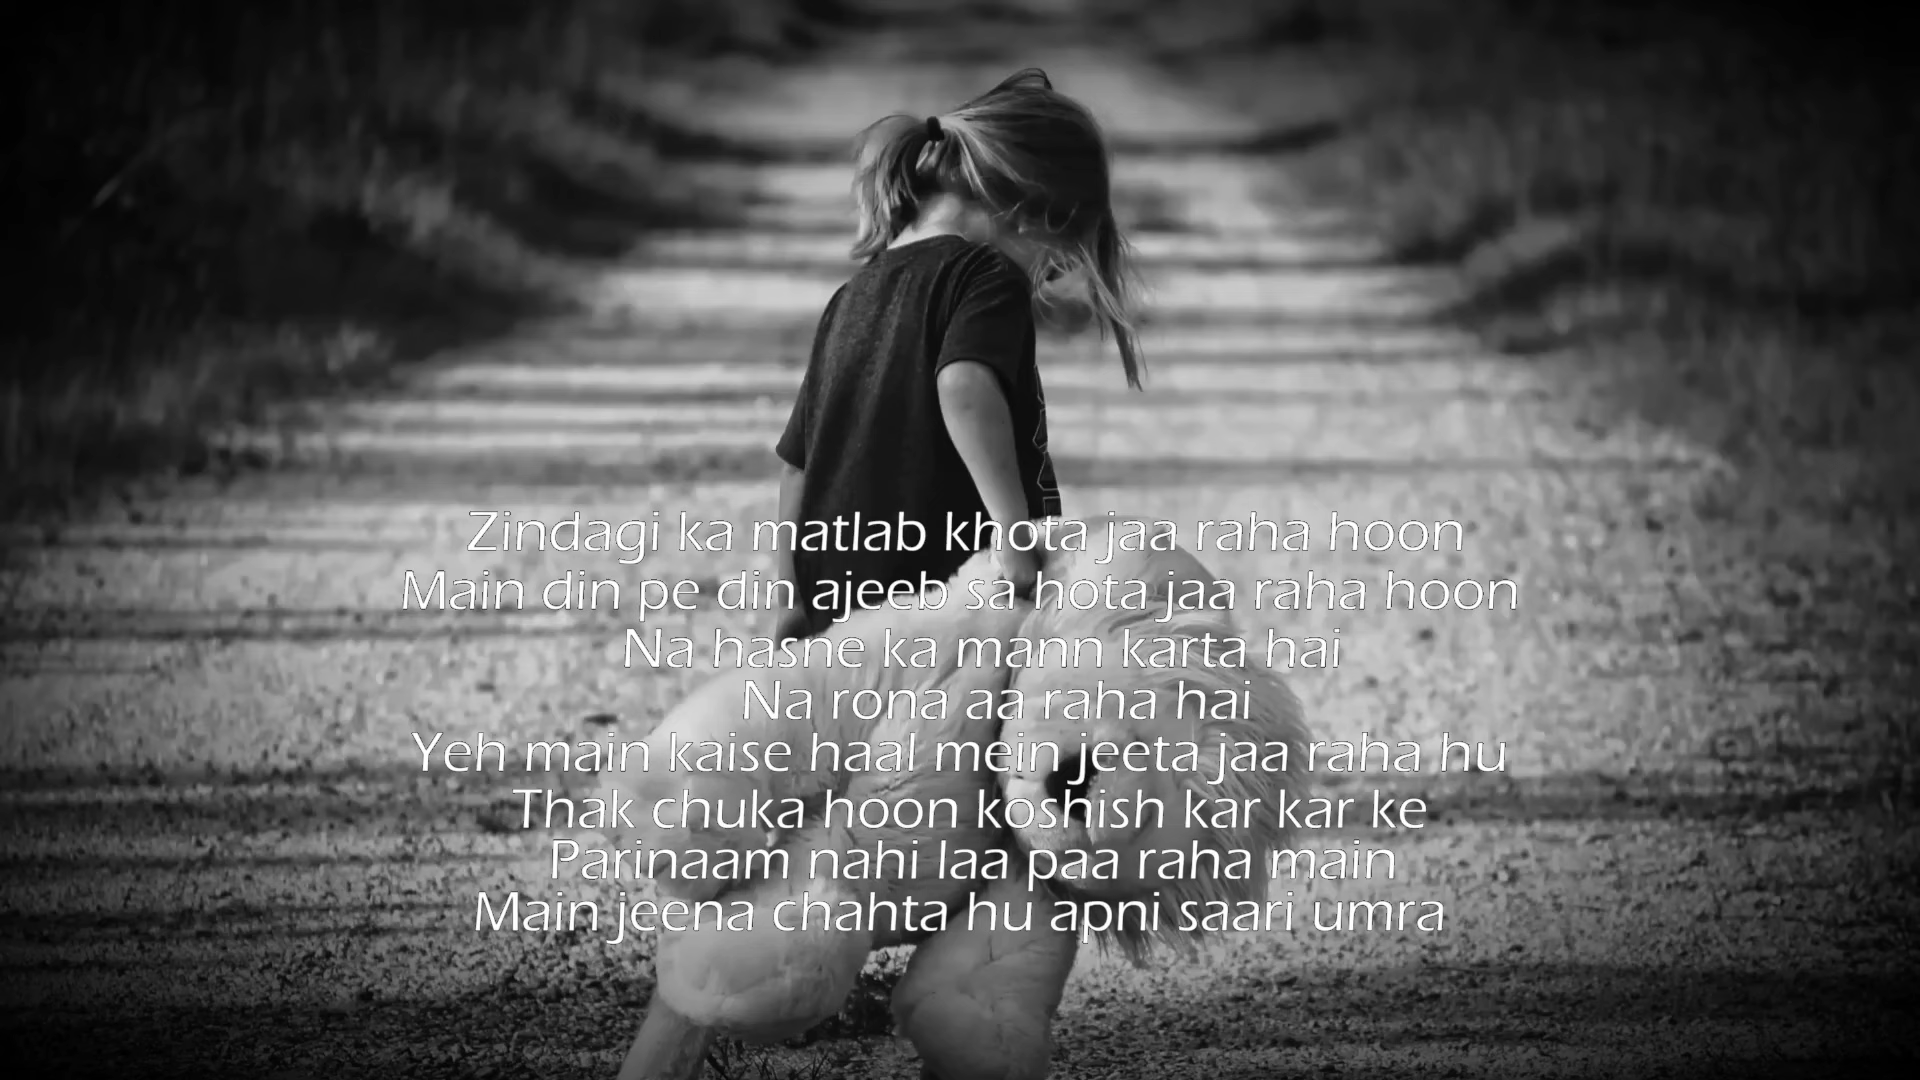 Zindagi ka matlab khota jaa raha hoon
Main din pe din ajeeb sa hota jaa raha hoon
Na hasne ka mann karta hai
Na rona aa raha hai
Yeh main kaise haal mein jeeta jaa raha hu
Thak chuka hoon koshish kar kar ke
Parinaam nahi laa paa raha main
Main jeena chahta hu apni saari umra